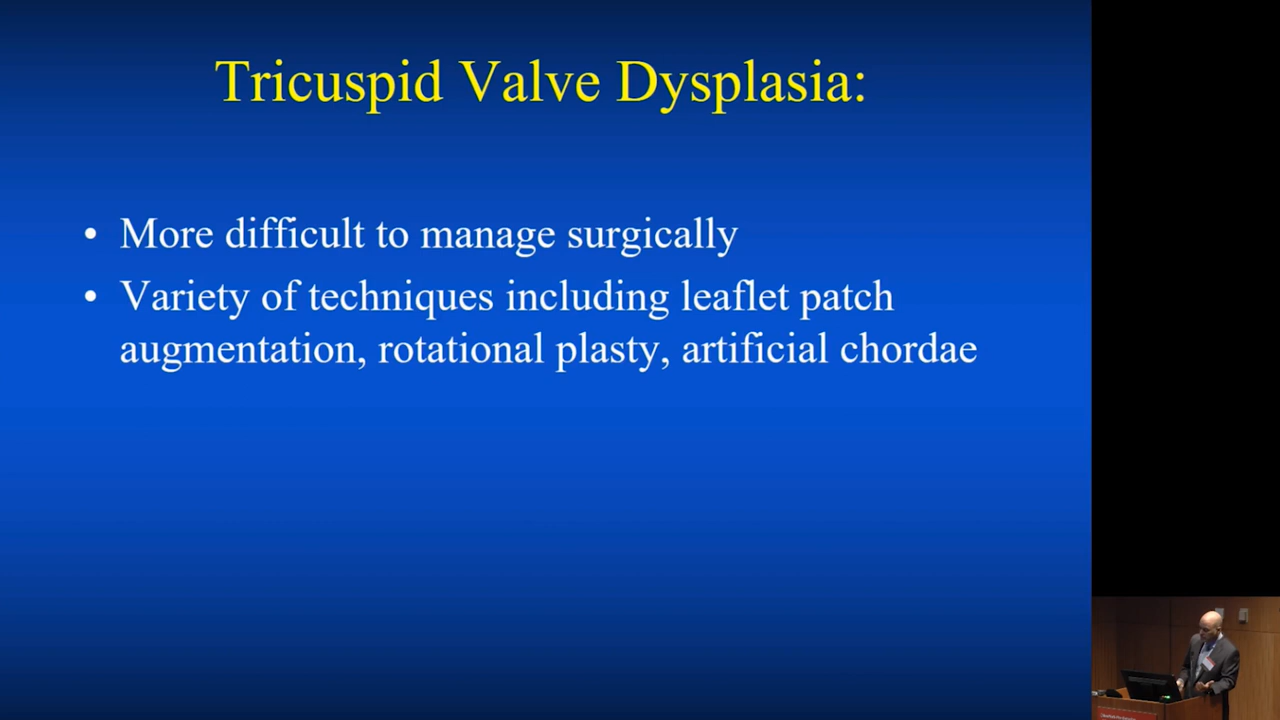 Tricuspid Valve Dysplasia:
• More difficult to manage surgically
• Variety of techniques including leaflet patch
augmentation, rotational plasty, artificial chordae